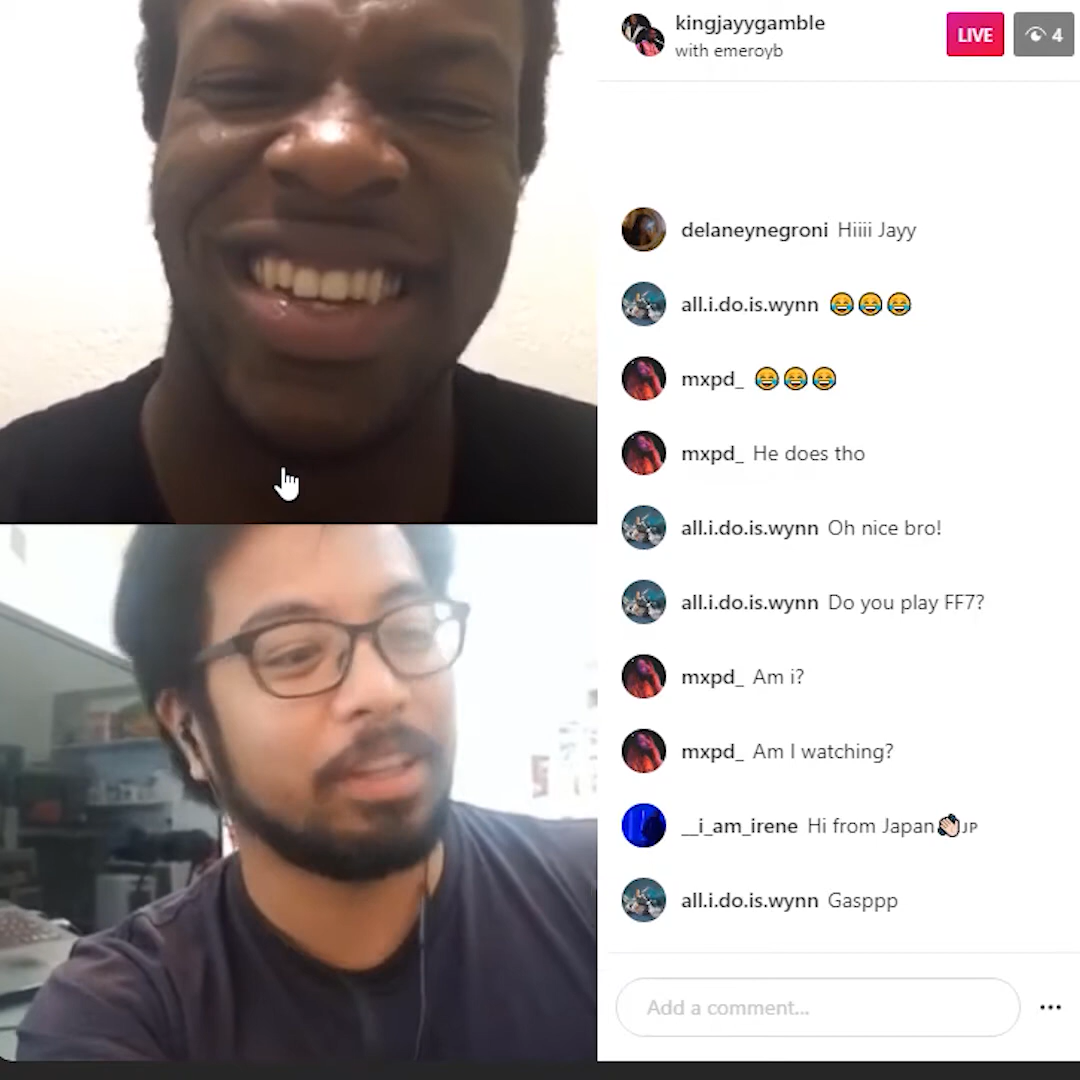 kingjayygamble
with emeroyb
LIVE
4
delaneynegroni Hiiii Jayy
all.i.do.is.wynn 😂😂😂
mxpd_ 😂😂😂
mxpd_ He does tho
all.i.do.is.wynn Oh nice bro!
all.i.do.is.wynn Do you play FF7?
mxpd_ Am i?
mxpd_ Am I watching?
__i_am_irene Hi from Japan👏🏻JP
all.i.do.is.wynn Gasppp
Add a comment...